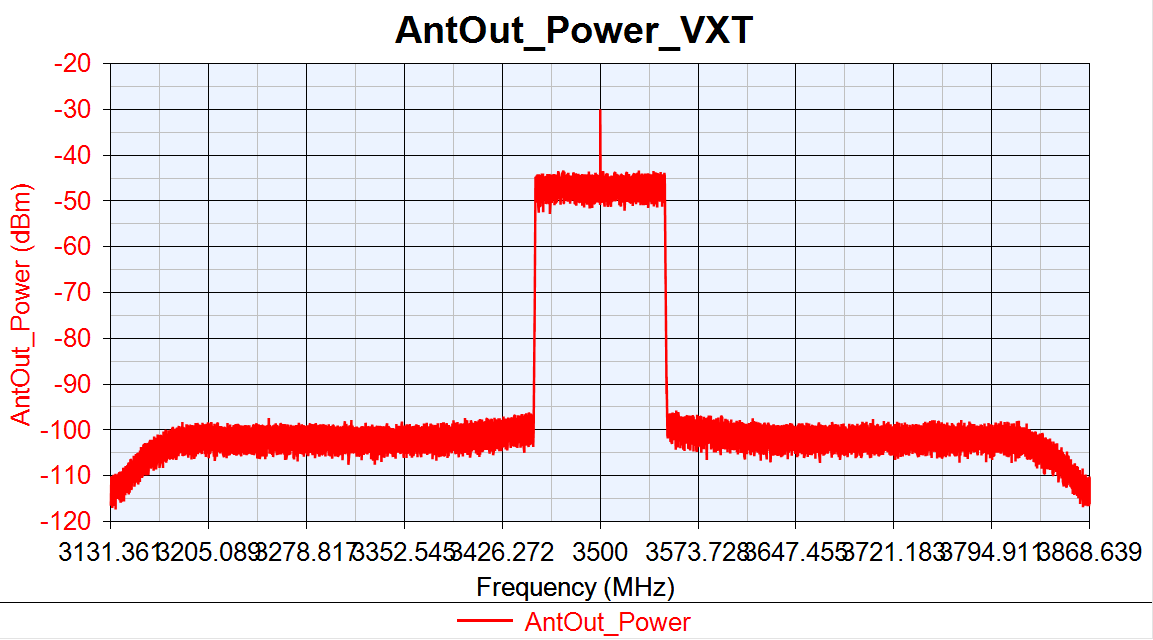 AntOut_Power_VXT
-20
-30
-40
-50
-60
-70
-80
-90
-100
-110
-120
AntOut_Power (dBm)
3131.361 3205.089 3278.817 3352.545 3426.272 3500 3573.728 3647.455 3721.183 3794.911 3868.639
Frequency (MHz)
AntOut_Power